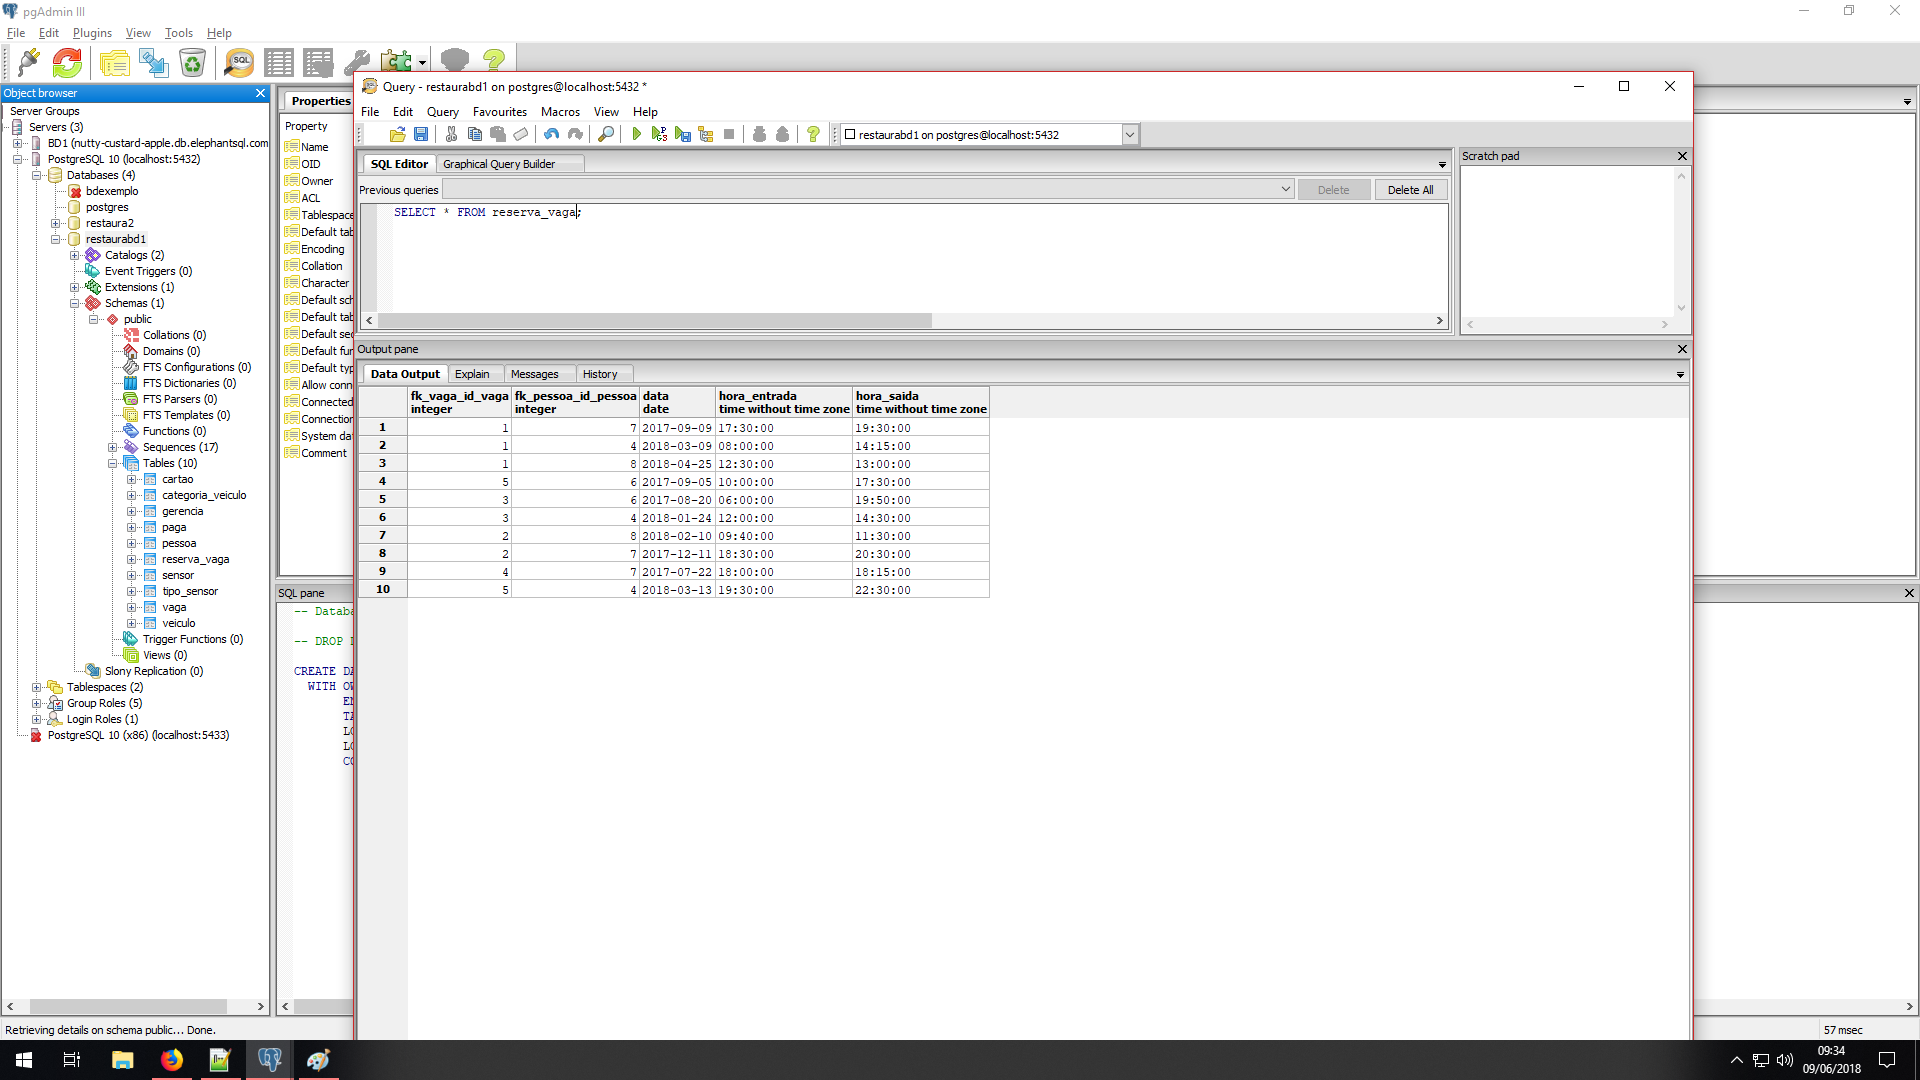 pgAdmin III
File Edit Plugins View Tools Help
SQL
Object browser
Server Groups
Servers (3)
BD1 (nutty-custard-apple.db.elephantsql.com
PostgreSQL 10 (localhost:5432)
Databases (4)
bdexemplo
postgres
restaura2
restaurabd1
Catalogs (2)
Event Triggers (0)
Extensions (1)
Schemas (1)
public
Collations (0)
Domains (0)
FTS Configurations (0)
FTS Dictionaries (0)
FTS Parsers (0)
FTS Templates (0)
Functions (0)
Sequences (17)
Tables (10)
cartao
categoria_veiculo
gerencia
paga
pessoa
reserva_vaga
sensor
tipo_sensor
vaga
veiculo
Trigger Functions (0)
Views (0)
Slony Replication (0)
Tablespaces (2)
Group Roles (5)
Login Roles (1)
PostgreSQL 10 (x86) (localhost:5433)
Properties
Property
Name
OID
Owner
ACL
Tablespace
Default tab
Encoding
Collation
Character
Default sch
Default tab
Default sec
Default fur
Default typ
Allow conn
Connected
Connection
System dat
Comment
SQL pane
-- Databa
-- DROP D
CREATE DA
WITH OW
EN
TA
LC
LC
CO
Query - restaurabd1 on postgres@localhost:5432 *
File Edit Query Favourites Macros View Help
restaurabd1 on postgres@localhost:5432
SQL Editor Graphical Query Builder
Previous queries Delete Delete All
SELECT * FROM reserva_vaga;
Scratch pad
Output pane
Data Output Explain Messages History
fk_vaga_id_vaga fk_pessoa_id_pessoa data hora_entrada hora_saida
integer integer date time without time zone time without time zone
1 1 7 2017-09-09 17:30:00 19:30:00
2 1 4 2018-03-09 08:00:00 14:15:00
3 1 8 2018-04-25 12:30:00 13:00:00
4 5 6 2017-09-05 10:00:00 17:30:00
5 3 6 2017-08-20 06:00:00 19:50:00
6 3 4 2018-01-24 12:00:00 14:30:00
7 2 8 2018-02-10 09:40:00 11:30:00
8 2 7 2017-12-11 18:30:00 20:30:00
9 4 7 2017-07-22 18:00:00 18:15:00
10 5 4 2018-03-13 19:30:00 22:30:00
Retrieving details on schema public... Done.
57 msec
09:34
09/06/2018